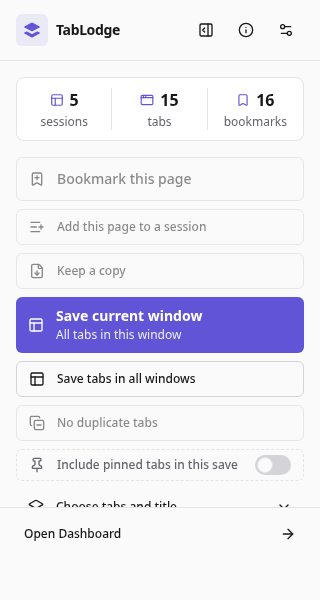 TabLodge
5
sessions
15
tabs
16
bookmarks
Bookmark this page
Add this page to a session
Keep a copy
Save current window
All tabs in this window
Save tabs in all windows
No duplicate tabs
Include pinned tabs in this save
Choose tabs and title
Open Dashboard